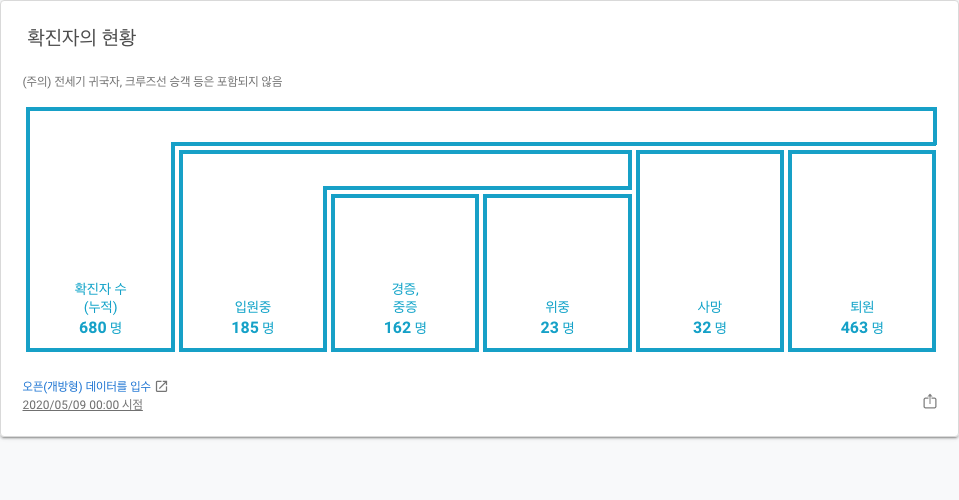 확진자의 현황
(주의) 전세기 귀국자, 크루즈선 승객 등은 포함되지 않음
확진자 수
(누적)
680 명
입원중
185 명
경증,
중증
162 명
위중
23 명
사망
32 명
퇴원
463 명
오픈(개방형) 데이터를 입수
2020/05/09 00:00 시점